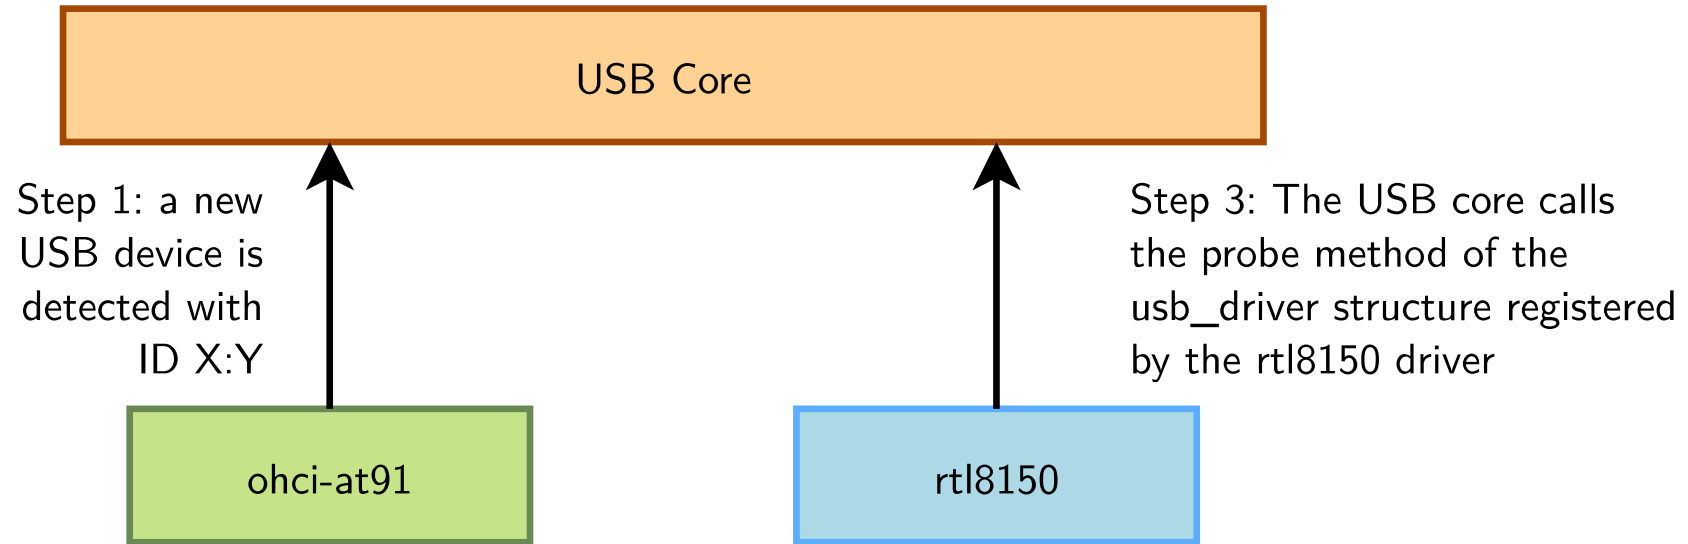 USB Core
Step 1: a new
USB device is
detected with
ID X:Y
Step 3: The USB core calls
the probe method of the
usb_driver structure registered
by the rtl8150 driver
ohci-at91
rtl8150